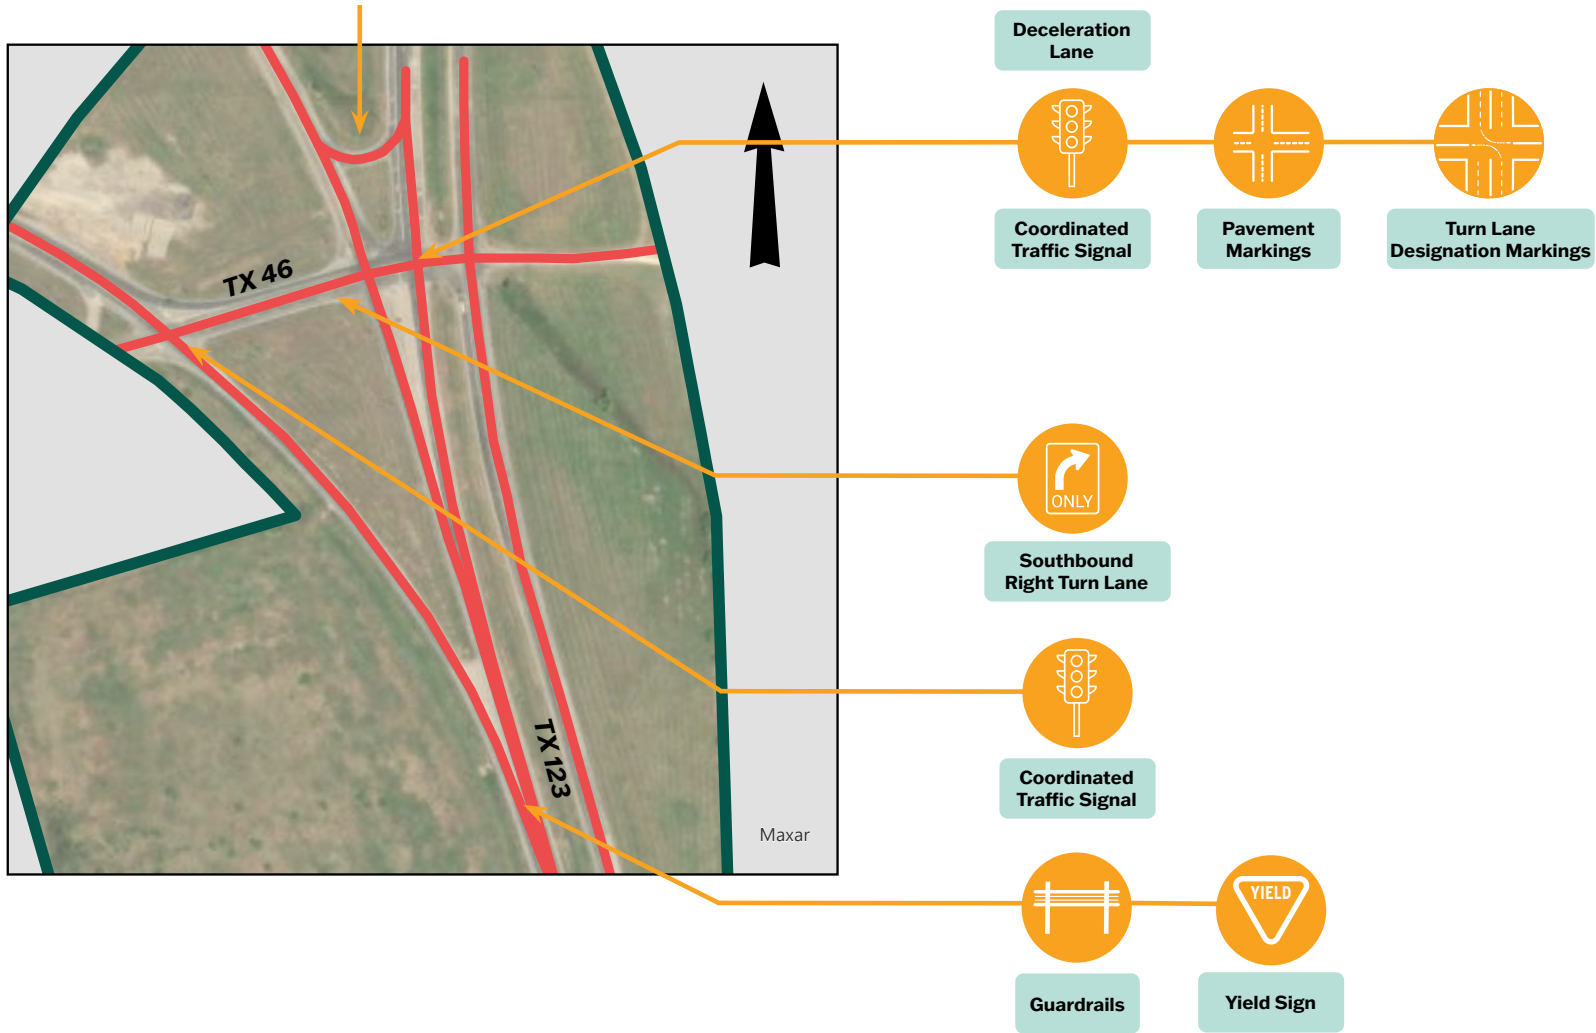 Deceleration
Lane
Coordinated
Traffic Signal
Pavement
Markings
Turn Lane
Designation Markings
TX 46
ONLY
Southbound
Right Turn Lane
Coordinated
Traffic Signal
TX 123
Maxar
YIELD
Guardrails
Yield Sign